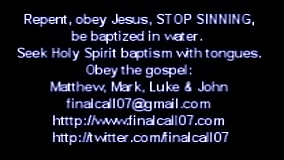 Repent, obey Jesus, STOP SINNING,
be baptized in water.
Seek Holy Spirit baptism with tongues.
Obey the gospel:
Matthew, Mark, Luke & John
finalcall07@gmail.com
htttp://www.finalcall07.com
http://twitter.com/finalcall07